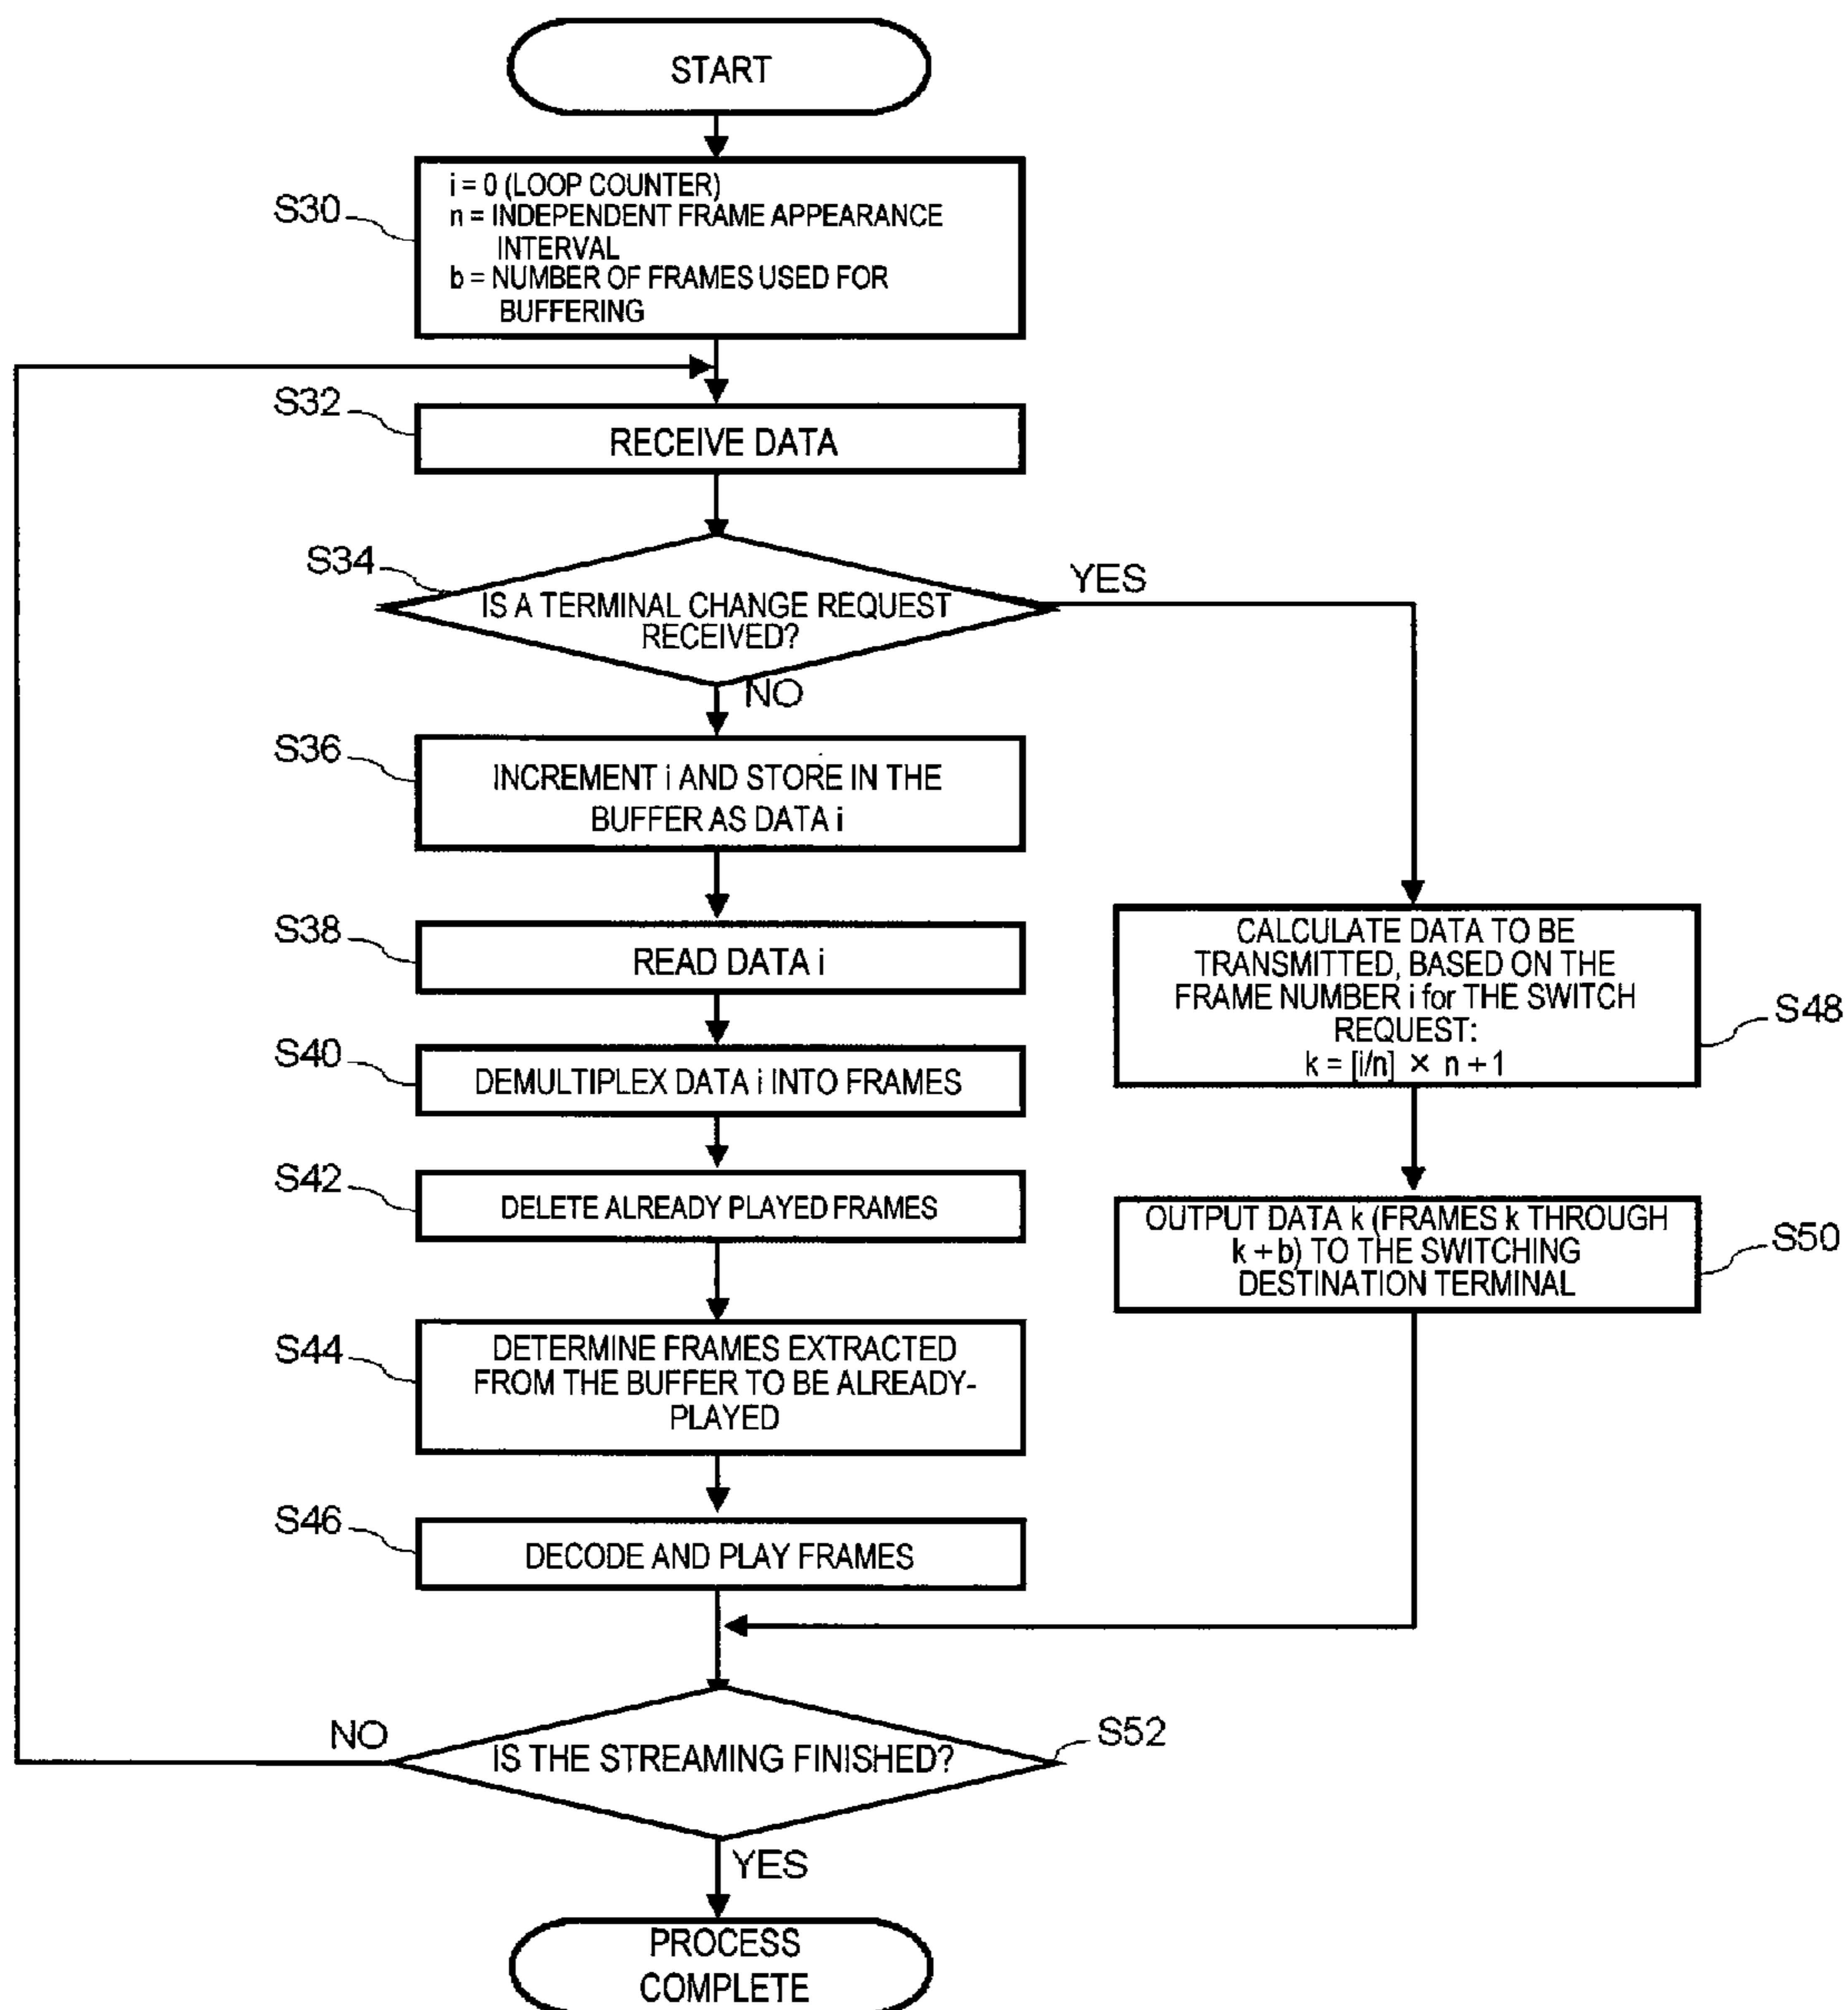 START
S30
i = 0 (LOOP COUNTER)
n = INDEPENDENT FRAME APPEARANCE
INTERVAL
b = NUMBER OF FRAMES USED FOR
BUFFERING
S32
RECEIVE DATA
S34
IS A TERMINAL CHANGE REQUEST
RECEIVED?
YES
NO
S36
INCREMENT i AND STORE IN THE
BUFFER AS DATA i
S38
READ DATA i
S40
DEMULTIPLEX DATA i INTO FRAMES
S42
DELETE ALREADY PLAYED FRAMES
S44
DETERMINE FRAMES EXTRACTED
FROM THE BUFFER TO BE ALREADY-
PLAYED
S46
DECODE AND PLAY FRAMES
CALCULATE DATA TO BE
TRANSMITTED, BASED ON THE
FRAME NUMBER i for THE SWITCH
REQUEST:
k = [i/n] × n + 1
S48
OUTPUT DATA k (FRAMES k THROUGH
k + b) TO THE SWITCHING
DESTINATION TERMINAL
S50
NO
IS THE STREAMING FINISHED?
S52
YES
PROCESS
COMPLETE